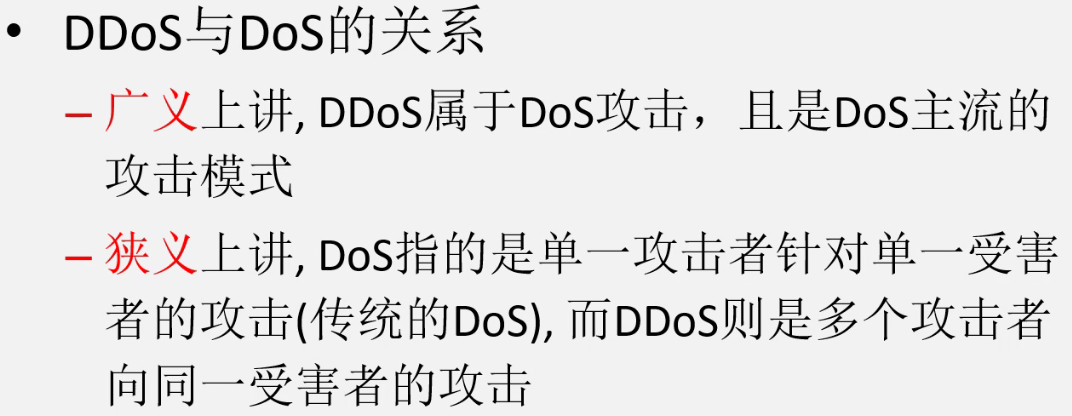 • DDoS与DoS的关系
– 广义上讲, DDoS属于DoS攻击，且是DoS主流的
攻击模式
– 狭义上讲, DoS指的是单一攻击者针对单一受害
者的攻击(传统的DoS), 而DDoS则是多个攻击者
向同一受害者的攻击